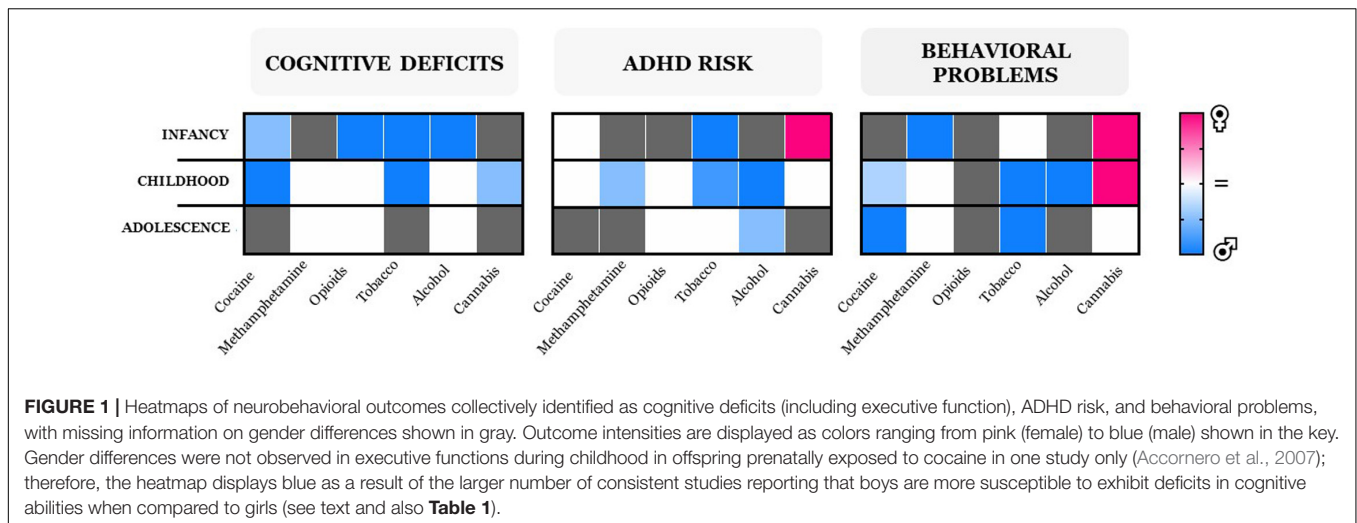 COGNITIVE DEFICITS
ADHD RISK
BEHAVIORAL
PROBLEMS
INFANCY
CHILDHOOD
ADOLESCENCE
=
Cocaine
Methamphetamine
Opioids
Tobacco
Alcohol
Cannabis
Cocaine
Methamphetamine
Opioids
Tobacco
Alcohol
Cannabis
Cocaine
Methamphetamine
Opioids
Tobacco
Alcohol
Cannabis
FIGURE 1 | Heatmaps of neurobehavioral outcomes collectively identified as cognitive deficits (including executive function), ADHD risk, and behavioral problems,
with missing information on gender differences shown in gray. Outcome intensities are displayed as colors ranging from pink (female) to blue (male) shown in the key.
Gender differences were not observed in executive functions during childhood in offspring prenatally exposed to cocaine in one study only (Accornero et al., 2007);
therefore, the heatmap displays blue as a result of the larger number of consistent studies reporting that boys are more susceptible to exhibit deficits in cognitive
abilities when compared to girls (see text and also Table 1).